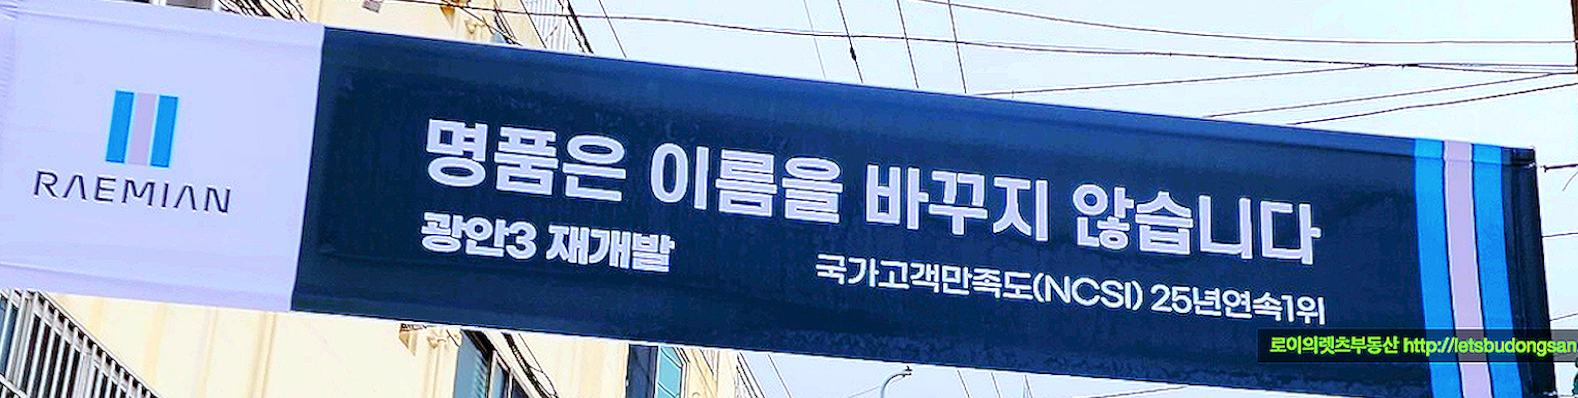 RAEMIAN
명품은 이름을 바꾸지 않습니다
광안3 재개발
국가고객만족도(NCSI) 25년연속1위
로이의렛츠부동산 http://letsbudongsan